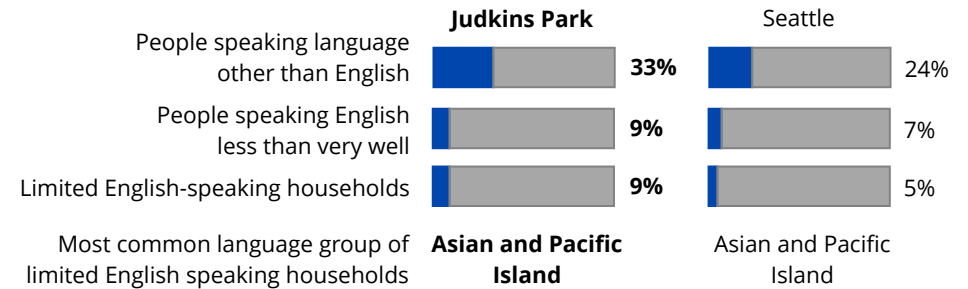 Judkins Park Seattle
People speaking language
other than English
33% 24%
People speaking English
less than very well
9% 7%
Limited English-speaking households 9% 5%
Most common language group of
limited English speaking households
Asian and Pacific
Island
Asian and Pacific
Island